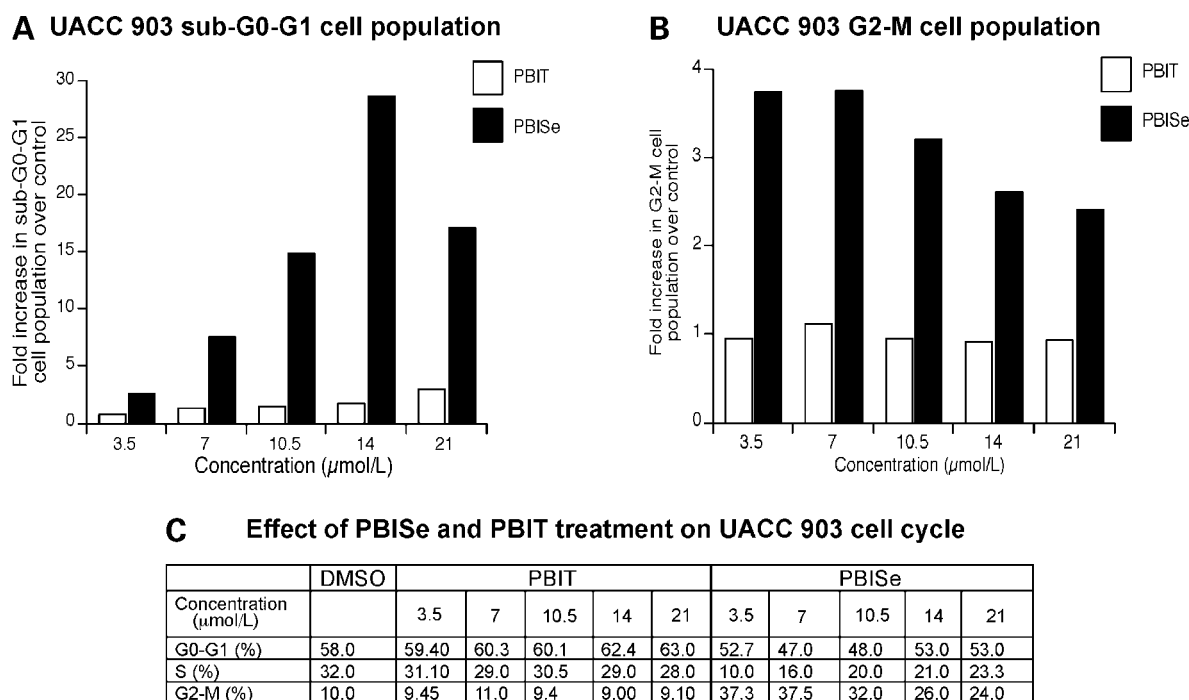 A UACC 903 sub-G0-G1 cell population
Fold increase in sub-G0-G1
cell population over control
30
25
20
15
10
5
0
3.5 7 10.5 14 21
Concentration (µmol/L)
PBIT
PBISe
B UACC 903 G2-M cell population
Fold increase in G2-M cell
population over control
4
3
2
1
0
3.5 7 10.5 14 21
Concentration (µmol/L)
PBIT
PBISe
C Effect of PBISe and PBIT treatment on UACC 903 cell cycle
DMSO PBIT PBISe
Concentration
(µmol/L)
3.5 7 10.5 14 21 3.5 7 10.5 14 21
G0-G1 (%) 58.0 59.40 60.3 60.1 62.4 63.0 52.7 47.0 48.0 53.0 53.0
S (%) 32.0 31.10 29.0 30.5 29.0 28.0 10.0 16.0 20.0 21.0 23.3
G2-M (%) 10.0 9.45 11.0 9.4 9.00 9.10 37.3 37.5 32.0 26.0 24.0